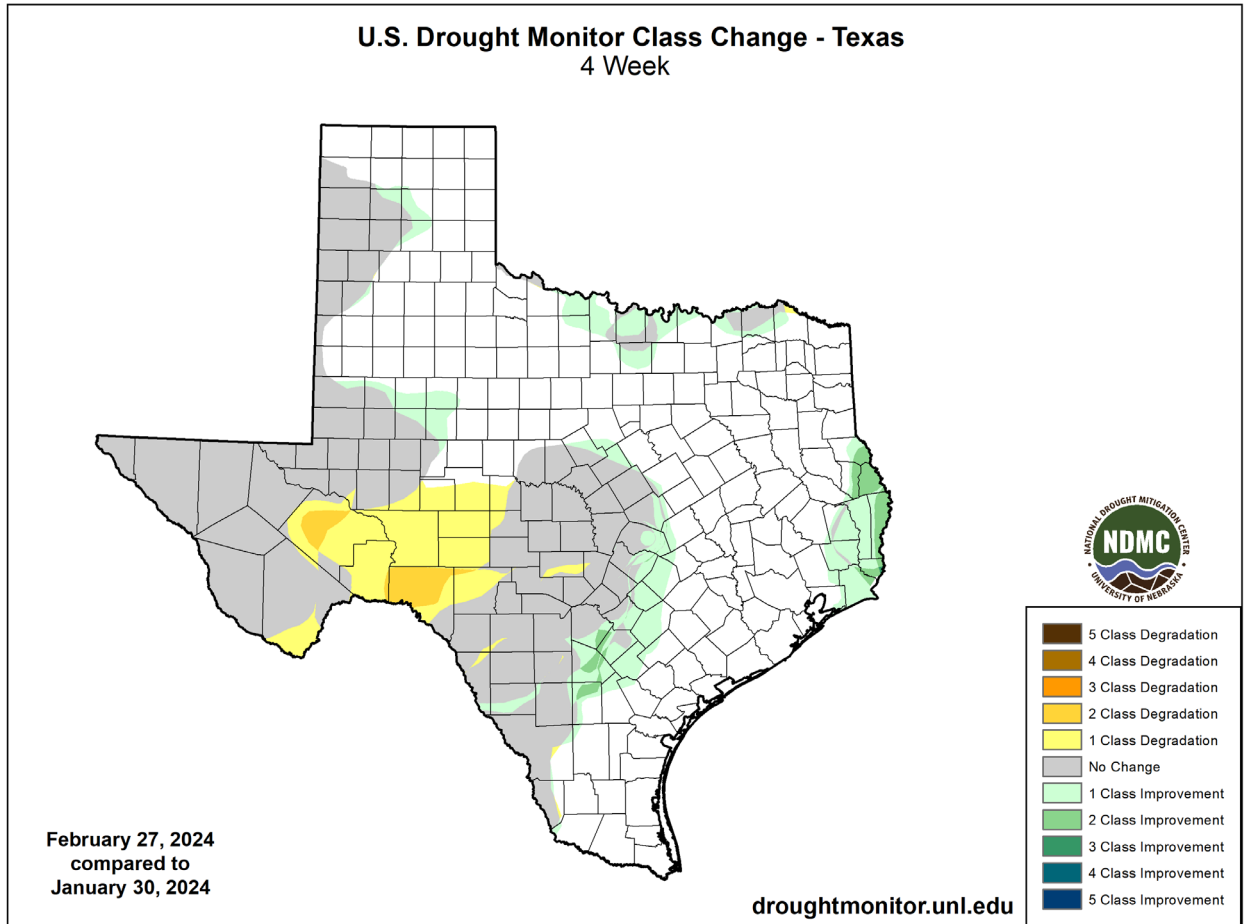 U.S. Drought Monitor Class Change - Texas
4 Week
NATIONAL DROUGHT MITIGATION CENTER
NDMC
UNIVERSITY OF NEBRASKA
5 Class Degradation
4 Class Degradation
3 Class Degradation
2 Class Degradation
1 Class Degradation
No Change
1 Class Improvement
2 Class Improvement
3 Class Improvement
4 Class Improvement
5 Class Improvement
February 27, 2024
compared to
January 30, 2024
droughtmonitor.unl.edu